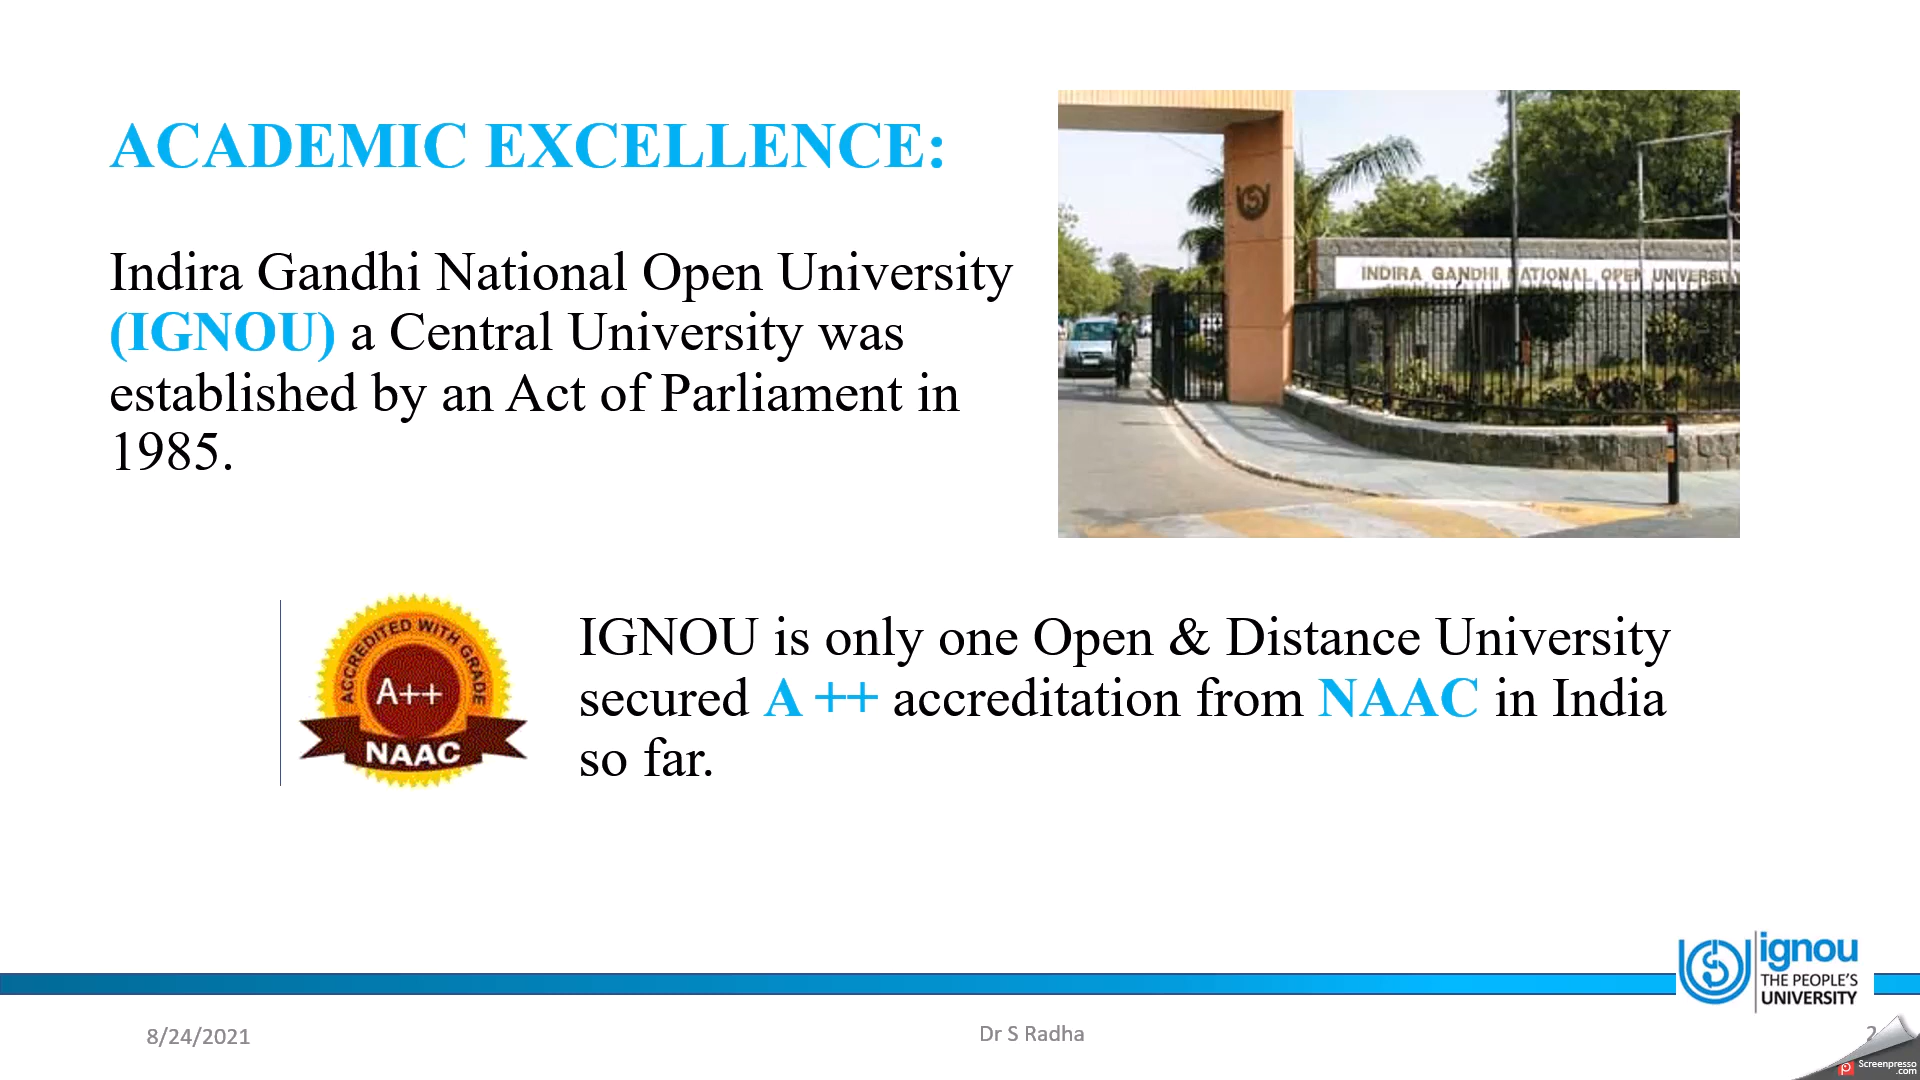 ACADEMIC EXCELLENCE:
Indira Gandhi National Open University
(IGNOU) a Central University was
established by an Act of Parliament in
1985.
INDIRA GANDHI NATIONAL OPEN UNIVERSITY
ACCREDITED WITH GRADE
A++
NAAC
IGNOU is only one Open & Distance University
secured A ++ accreditation from NAAC in India
so far.
ignou
THE PEOPLE'S
UNIVERSITY
8/24/2021
Dr S Radha
2
Screenpresso
.com